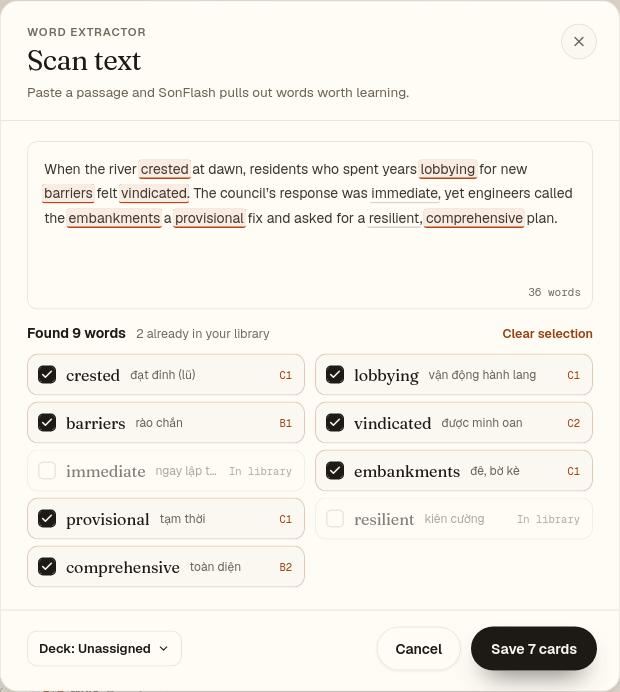 WORD EXTRACTOR
Scan text
Paste a passage and SonFlash pulls out words worth learning.
When the river crested at dawn, residents who spent years lobbying for new
barriers felt vindicated. The council's response was immediate, yet engineers called
the embankments a provisional fix and asked for a resilient, comprehensive plan.
36 words
Found 9 words 2 already in your library Clear selection
crested đạt đỉnh (lũ) C1
lobbying vận động hành lang C1
barriers rào chắn B1
vindicated được minh oan C2
immediate ngay lập t... In library
embankments đê, bờ kè C1
provisional tạm thời C1
resilient kiên cường In library
comprehensive toàn diện B2
Deck: Unassigned
Cancel
Save 7 cards